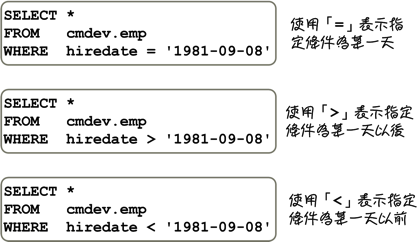 SELECT *
FROM cmdev.emp
WHERE hiredate = '1981-09-08'
使用「=」表示指
定條件為某一天
SELECT *
FROM cmdev.emp
WHERE hiredate > '1981-09-08'
使用「>」表示指定
條件為某一天以後
SELECT *
FROM cmdev.emp
WHERE hiredate < '1981-09-08'
使用「<」表示指定
條件為某一天以前